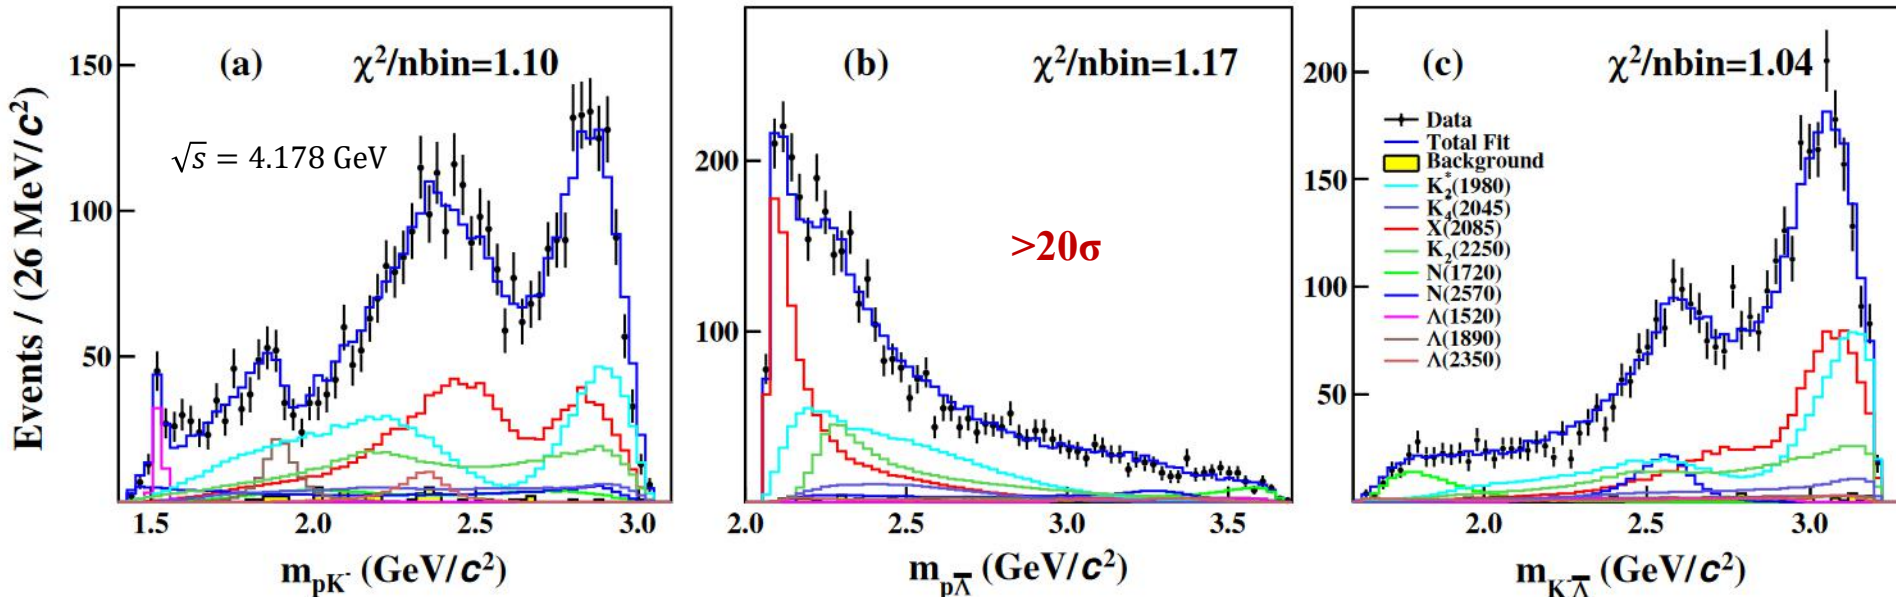 Events / (26 MeV/c²)
150
100
50
(a)
χ²/nbin=1.10
√s = 4.178 GeV
1.5
2.0
2.5
3.0
m_pK⁻ (GeV/c²)
200
100
(b)
χ²/nbin=1.17
>20σ
2.0
2.5
3.0
3.5
m_pΛ̅ (GeV/c²)
200
150
100
50
(c)
χ²/nbin=1.04
Data
Total Fit
Background
K₂*(1980)
K₄*(2045)
X(2085)
K₂(2250)
N(1720)
N(2570)
Λ(1520)
Λ(1890)
Λ(2350)
2.0
2.5
3.0
m_K⁻Λ̅ (GeV/c²)